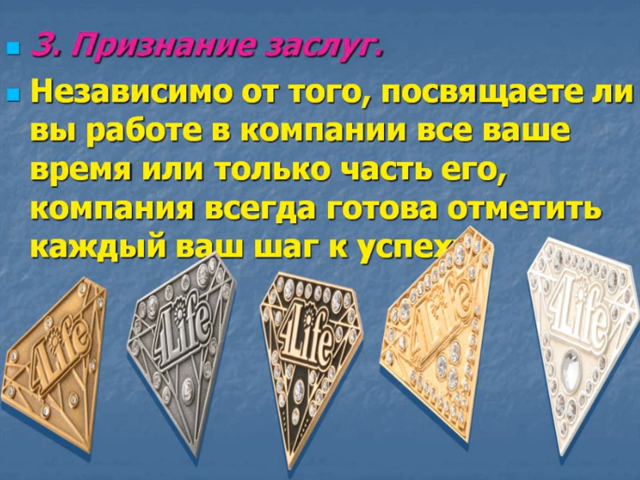 3. Признание заслуг.
Независимо от того, посвящаете ли
вы работе в компании все ваше
время или только часть его,
компания всегда готова отметить
каждый ваш шаг к успех
4Life
4Life
4Life
4Life
4Life